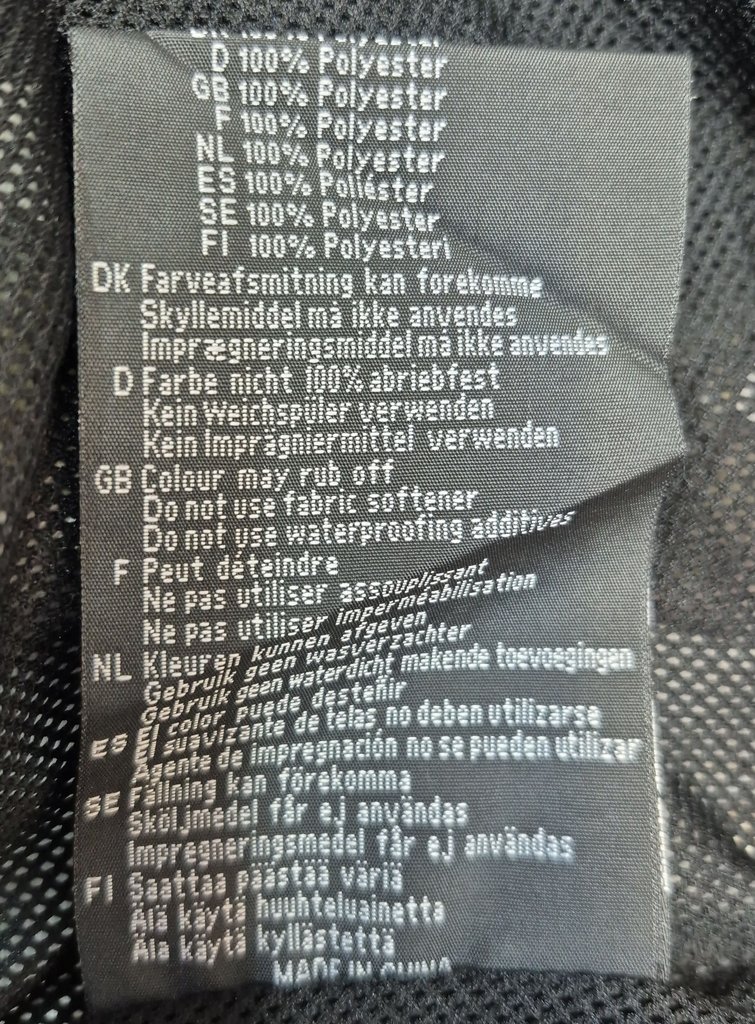 D 100% Polyester
GB 100% Polyester
F 100% Polyester
NL 100% Polyester
ES 100% Poliéster
SE 100% Polyester
FI 100% Polyesteri
DK Farveafsmitning kan forekomme
Skyllemiddel må ikke anvendes
Imprægneringsmiddel må ikke anvendes
D Farbe nicht 100% abriebfest
Kein Weichspüler verwenden
Kein Imprägniermittel verwenden
GB Colour may rub off
Do not use fabric softener
Do not use waterproofing additives
F Peut déteindre
Ne pas utiliser assouplissant
Ne pas utiliser imperméabilisation
NL Kleuren kunnen afgeven
Gebruik geen wasverzachter
Gebruik geen waterdicht makende toevoegingen
ES El color puede desteñir
El suavizante de telas no deben utilizarse
Agente de impregnación no se pueden utilizar
SE Fällning kan förekomma
Sköljmedel får ej användas
Impregneringsmedel får ej användas
FI Saattaa päästää väriä
Älä käytä huuhteluainetta
Älä käytä kyllästettä
MADE IN CHINA